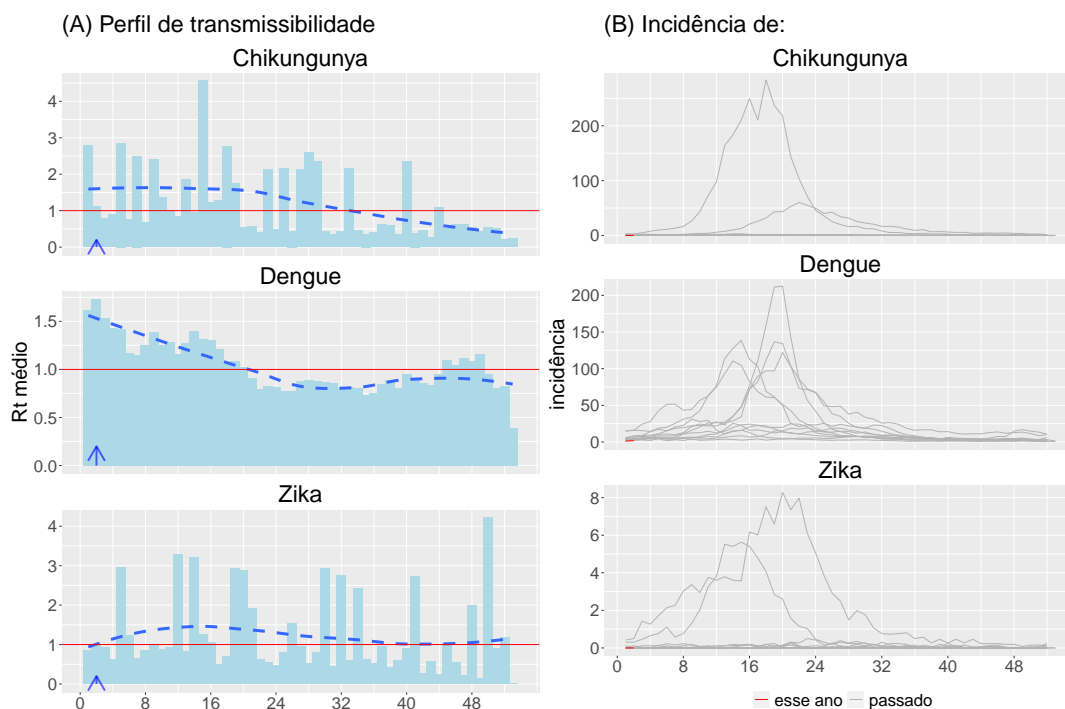 (A) Perfil de transmissibilidade
Chikungunya
4
3
2
1
0
Dengue
1.5
1.0
0.5
0.0
Rt médio
Zika
4
3
2
1
0
0 8 16 24 32 40 48
(B) Incidência de:
Chikungunya
200
100
0
Dengue
200
150
100
50
0
incidência
Zika
8
6
4
2
0
0 8 16 24 32 40 48
esse ano passado